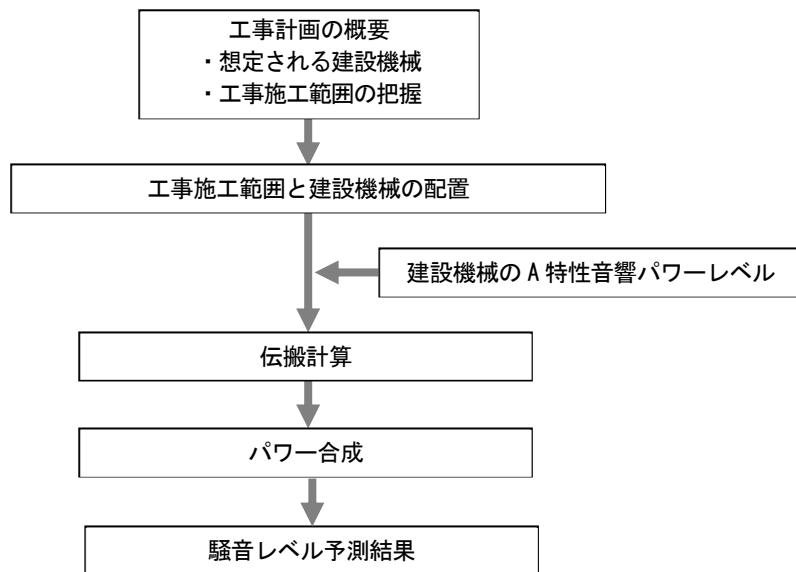 工事計画の概要
・想定される建設機械
・工事施工範囲の把握
工事施工範囲と建設機械の配置
建設機械のA特性音響パワーレベル
伝搬計算
パワー合成
騒音レベル予測結果